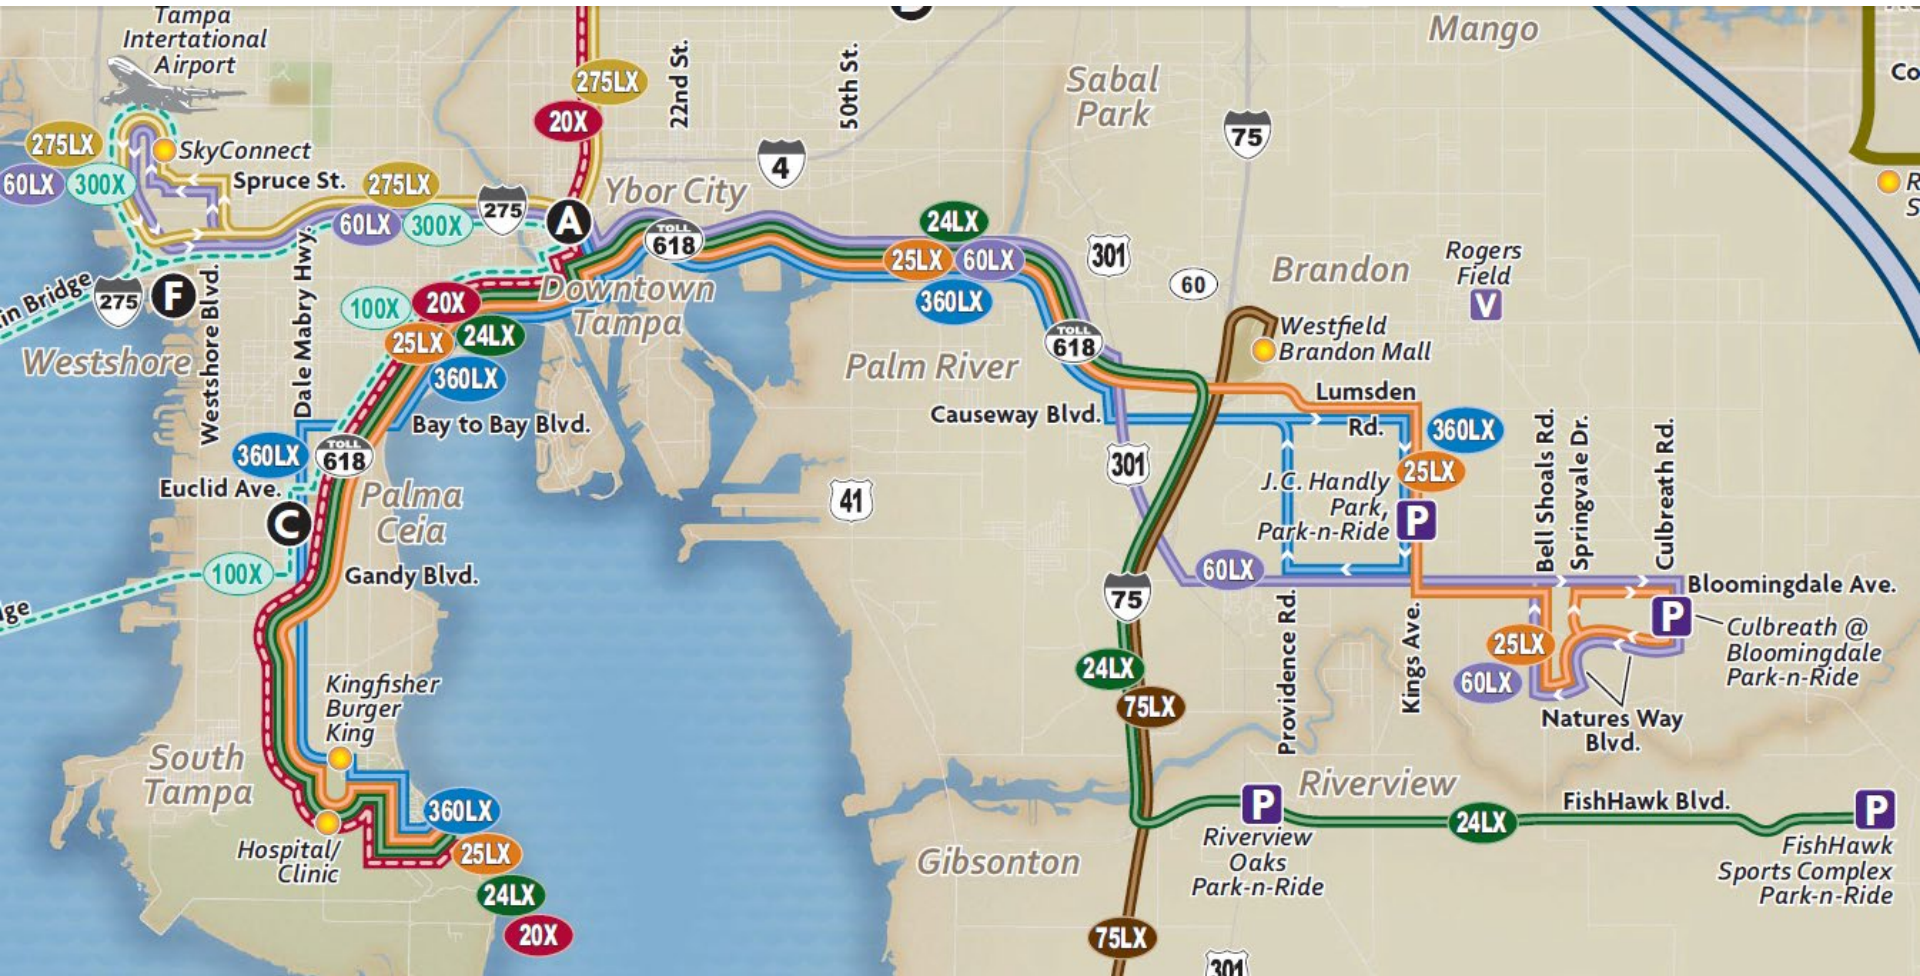 Tampa
Intertational
Airport
Mango
Co
22nd St.
50th St.
275LX
20X
Sabal
Park
75
4
275LX
SkyConnect
60LX
300X
Spruce St.
275LX
275
A
Ybor City
R
S
60LX
300X
TOLL
618
24LX
25LX
60LX
360LX
301
60
Brandon
Rogers
Field
V
in Bridge
275
F
Westshore Blvd.
Dale Mabry Hwy.
100X
20X
Downtown
Tampa
25LX
24LX
360LX
Westshore
TOLL
618
Palm River
Westfield
Brandon Mall
Lumsden
Rd.
Causeway Blvd.
Bay to Bay Blvd.
360LX
TOLL
618
360LX
25LX
301
41
J.C. Handly
Park,
Park-n-Ride
P
Bell Shoals Rd.
Springvale Dr.
Culbreath Rd.
Euclid Ave.
C
Palma
Ceia
100X
Gandy Blvd.
60LX
75
Bloomingdale Ave.
P
Culbreath @
Bloomingdale
Park-n-Ride
dge
Providence Rd.
Kings Ave.
25LX
60LX
24LX
75LX
Natures Way
Blvd.
Kingfisher
Burger
King
South
Tampa
Hospital/
Clinic
360LX
25LX
24LX
20X
P
Riverview
Riverview
Oaks
Park-n-Ride
24LX
FishHawk Blvd.
P
FishHawk
Sports Complex
Park-n-Ride
Gibsonton
75LX
301